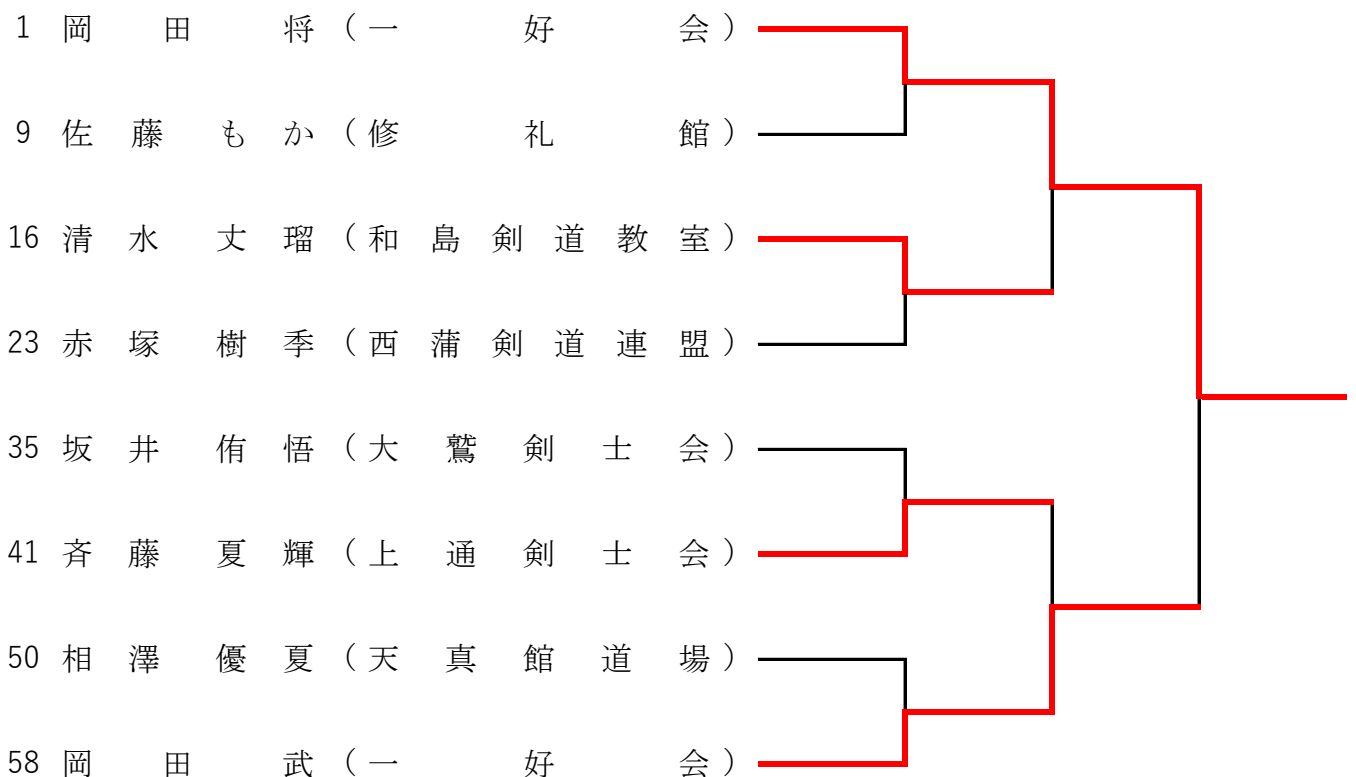 1 岡田将（一好会）
9 佐藤もか（修礼館）
16 清水丈瑠（和島剣道教室）
23 赤塚樹季（西蒲剣道連盟）
35 坂井侑悟（大鷲剣士会）
41 斉藤夏輝（上通剣士会）
50 相澤優夏（天真館道場）
58 岡田武（一好会）